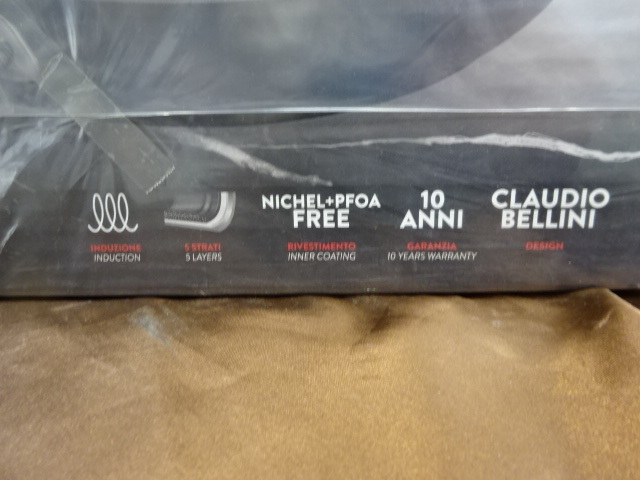 INDUZIONE
INDUCTION
5 STRATI
5 LAYERS
NICHEL+PFOA
FREE
RIVESTIMENTO
INNER COATING
10
ANNI
GARANZIA
10 YEARS WARRANTY
CLAUDIO
BELLINI
DESIGN